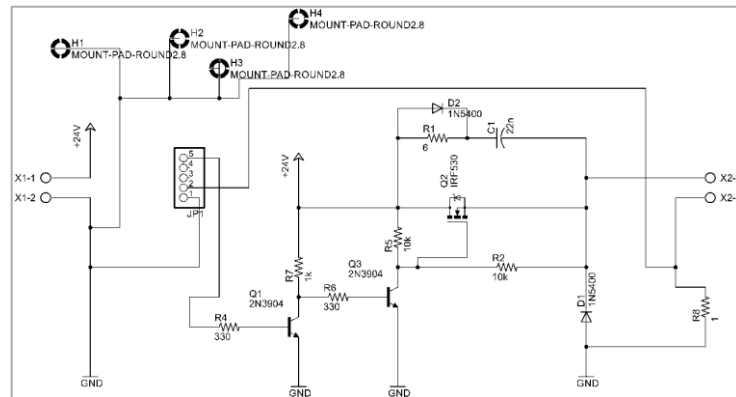 H1
MOUNT-PAD-ROUND2.8
H2
MOUNT-PAD-ROUND2.8
H3
MOUNT-PAD-ROUND2.8
H4
MOUNT-PAD-ROUND2.8
+24V
X1-1
X1-2
5
4
3
2
1
JP1
+24V
D2
1N5400
R1
6
C1
22n
Q2
IRF530
X2-
X2-
R5
10k
R7
1k
Q3
2N3904
R2
10k
Q1
2N3904
R6
330
R4
330
D1
1N5400
R8
1
GND
GND
GND
GND